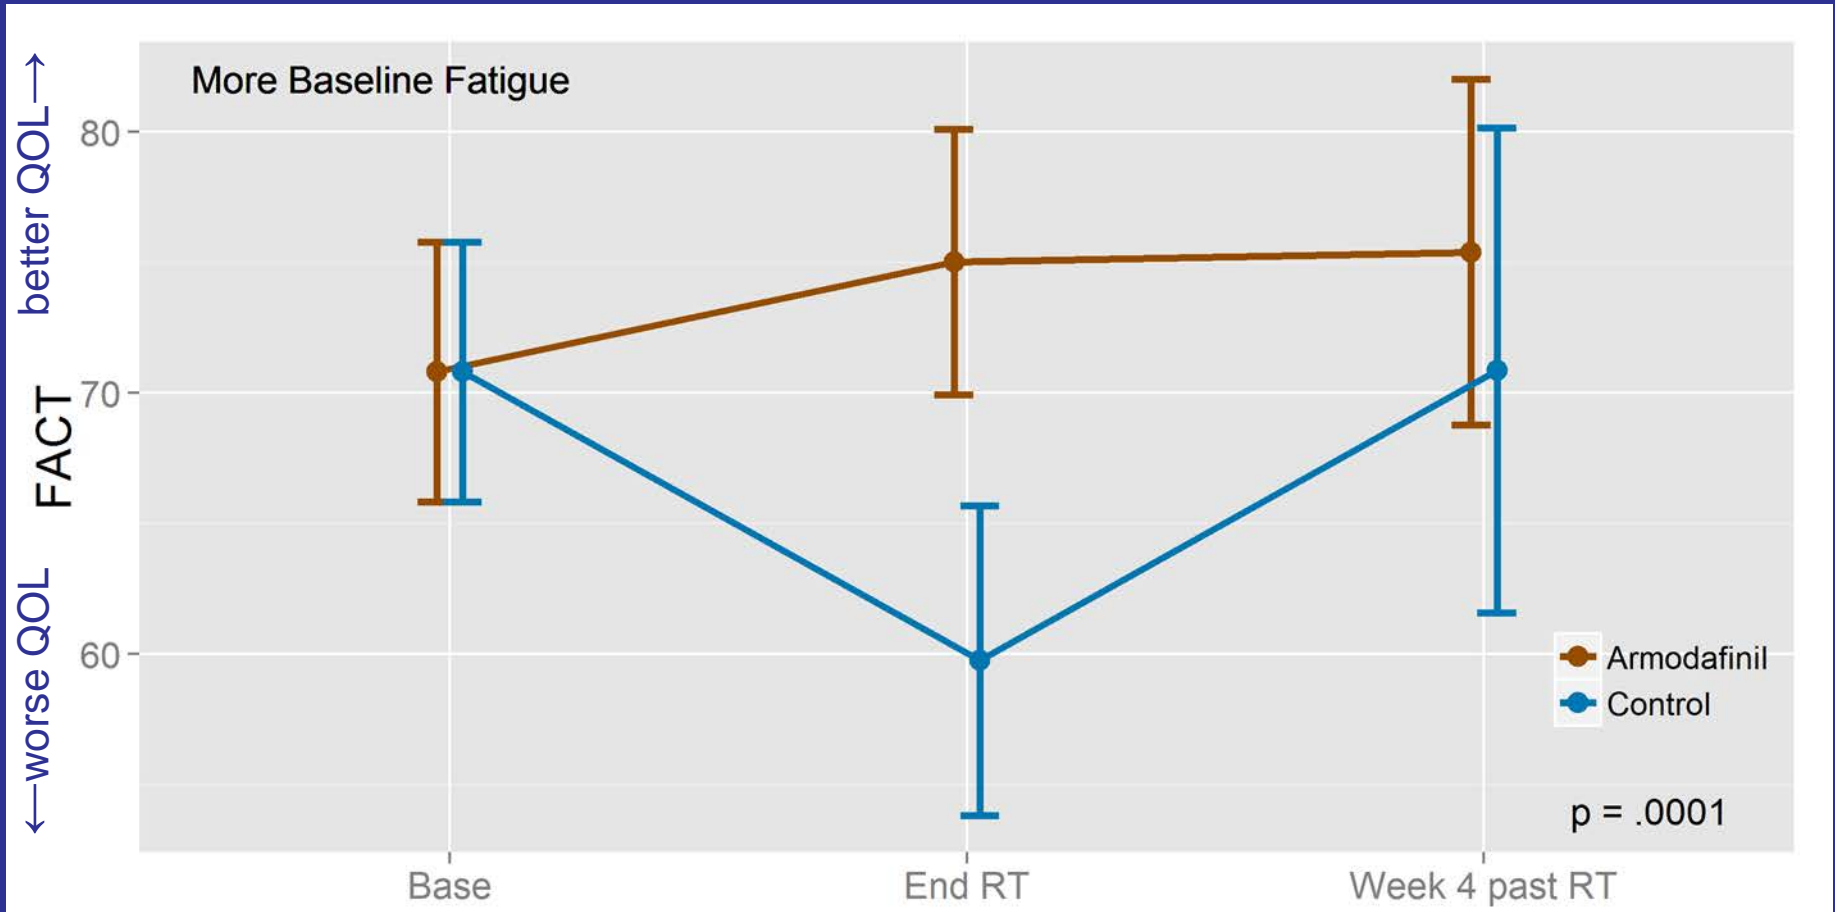 More Baseline Fatigue
←worse QOL
better QOL→
FACT
80
70
60
Armodafinil
Control
p = .0001
Base
End RT
Week 4 past RT